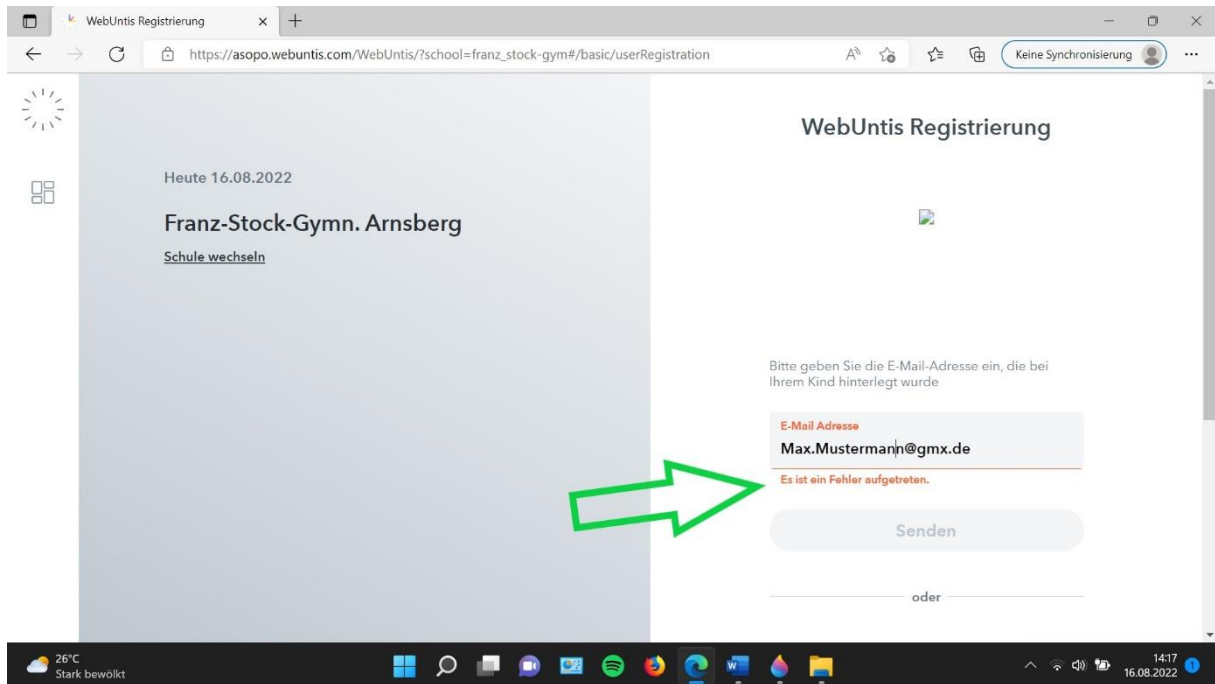 WebUntis Registrierung
https://asopo.webuntis.com/WebUntis/?school=franz_stock-gym#/basic/userRegistration
Keine Synchronisierung
Heute 16.08.2022
Franz-Stock-Gymn. Arnsberg
Schule wechseln
WebUntis Registrierung
Bitte geben Sie die E-Mail-Adresse ein, die bei
Ihrem Kind hinterlegt wurde
E-Mail Adresse
Max.Mustermann@gmx.de
Es ist ein Fehler aufgetreten.
Senden
oder
26°C
Stark bewölkt
14:17
16.08.2022
1